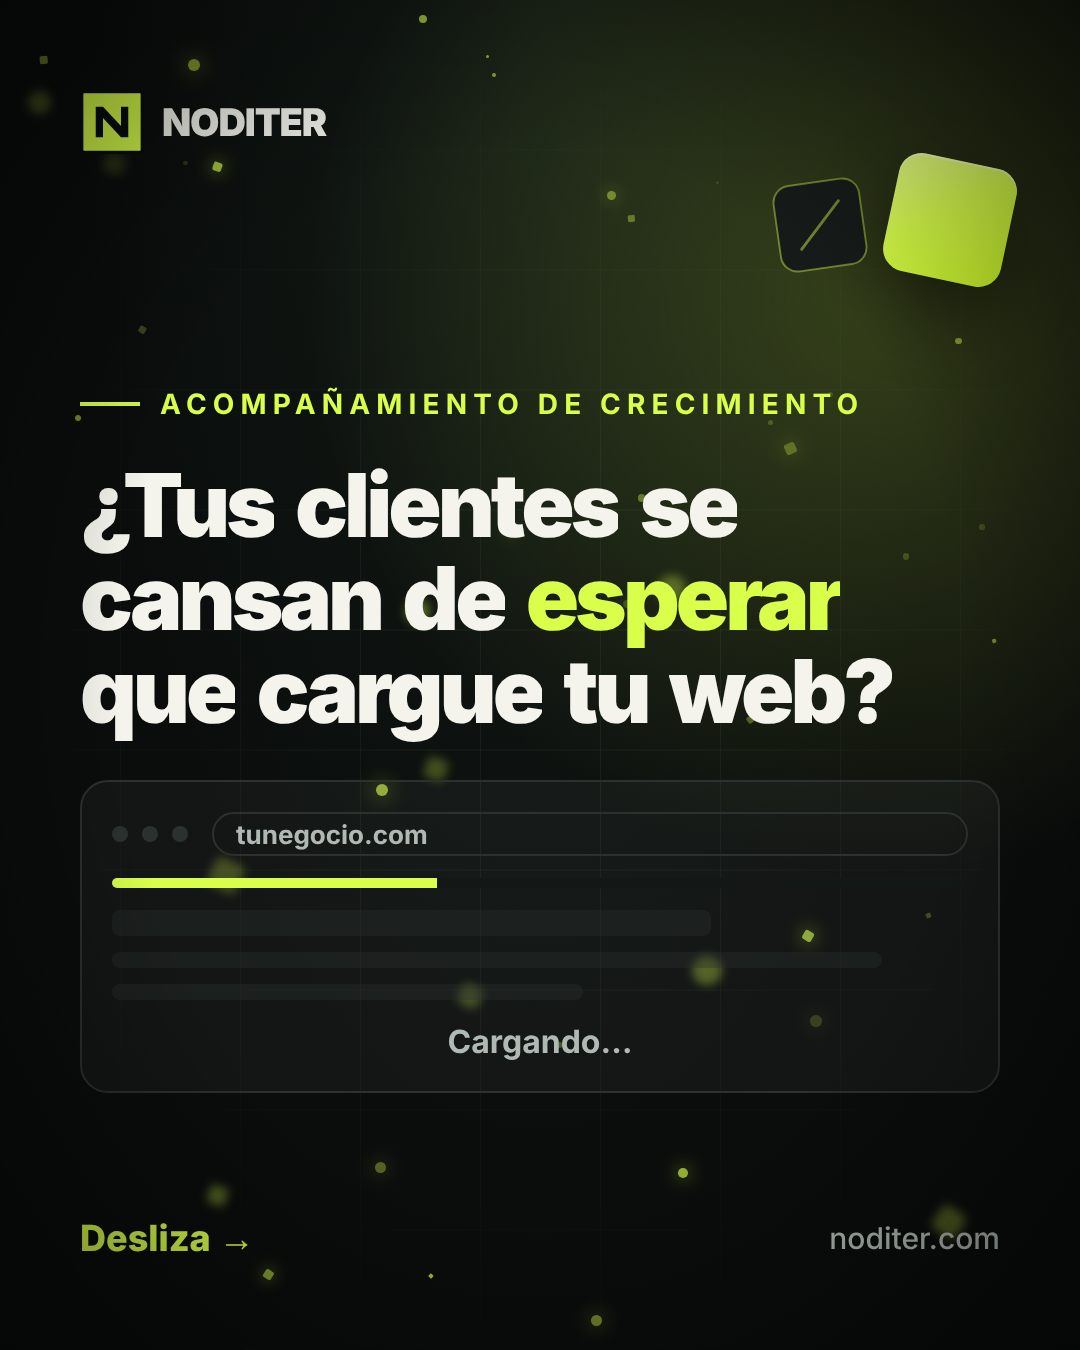 NODITER
ACOMPAÑAMIENTO DE CRECIMIENTO
¿Tus clientes se
cansan de esperar
que cargue tu web?
tunegocio.com
Cargando...
Desliza →
noditer.com